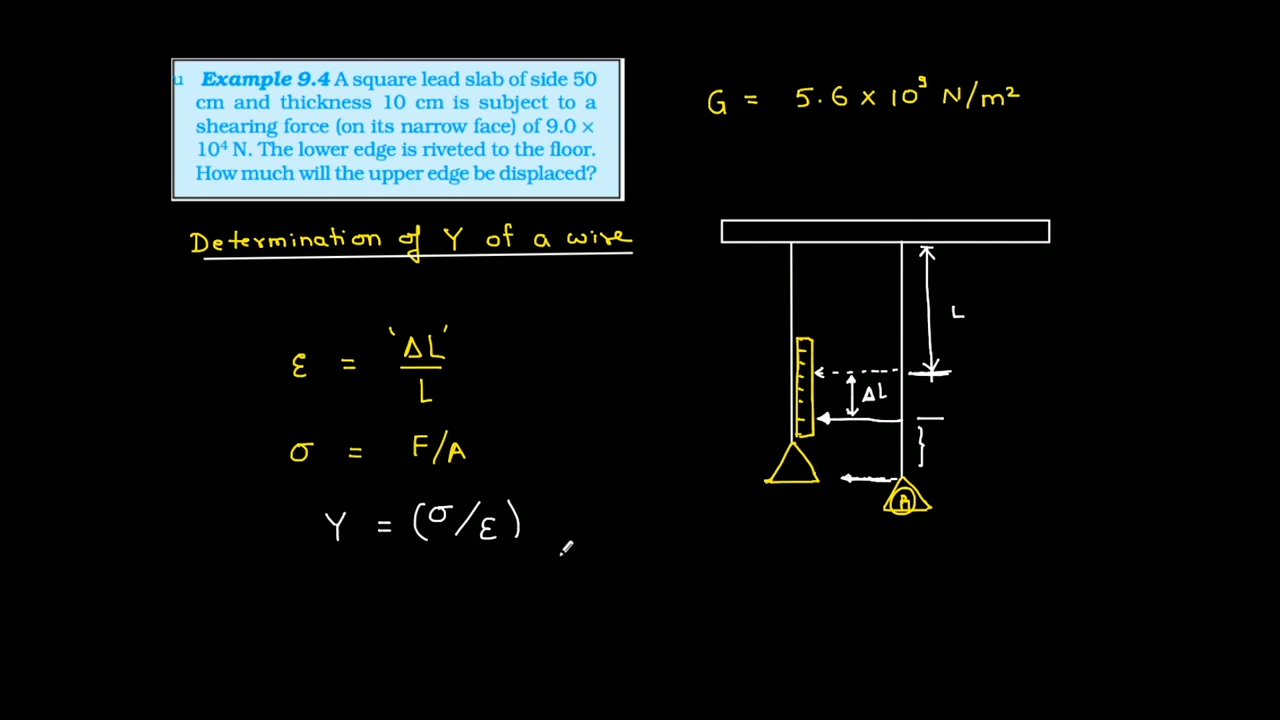 u Example 9.4 A square lead slab of side 50
cm and thickness 10 cm is subject to a
shearing force (on its narrow face) of 9.0 ×
10⁴ N. The lower edge is riveted to the floor.
How much will the upper edge be displaced?
G = 5.6 × 10⁹ N/m²
Determination of Y of a wire
ε = 'ΔL' / L
σ = F/A
Y = (σ/ε)
L
ΔL